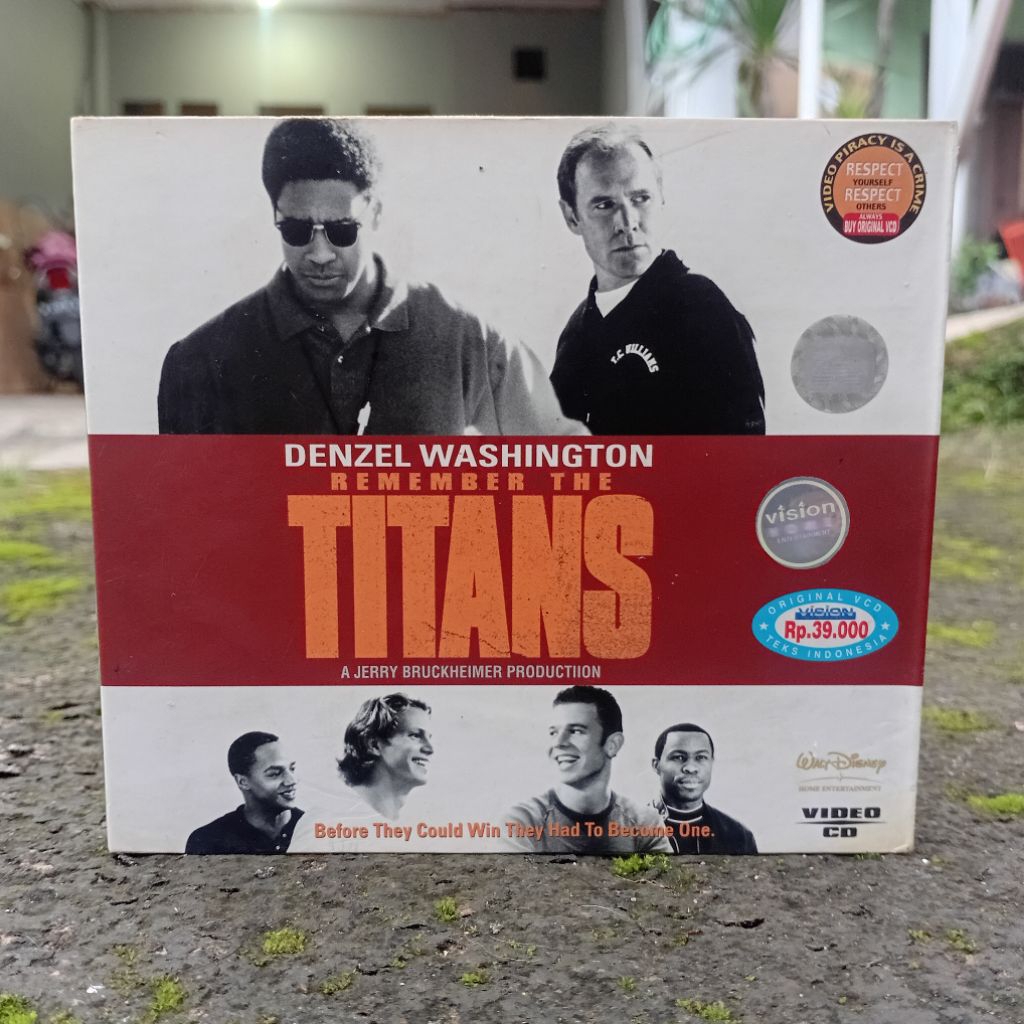 VIDEO PIRACY IS A CRIME
RESPECT
YOURSELF
RESPECT
OTHERS
ALWAYS
BUY ORIGINAL VCD
T.C. WILLIAMS
DENZEL WASHINGTON
REMEMBER THE
TITANS
A JERRY BRUCKHEIMER PRODUCTIION
vision
ENTERTAINMENT
ORIGINAL VCD
vision
Rp.39.000
TEKS INDONESIA
Before They Could Win They Had To Become One.
WALT DISNEY
HOME ENTERTAINMENT
VIDEO
CD